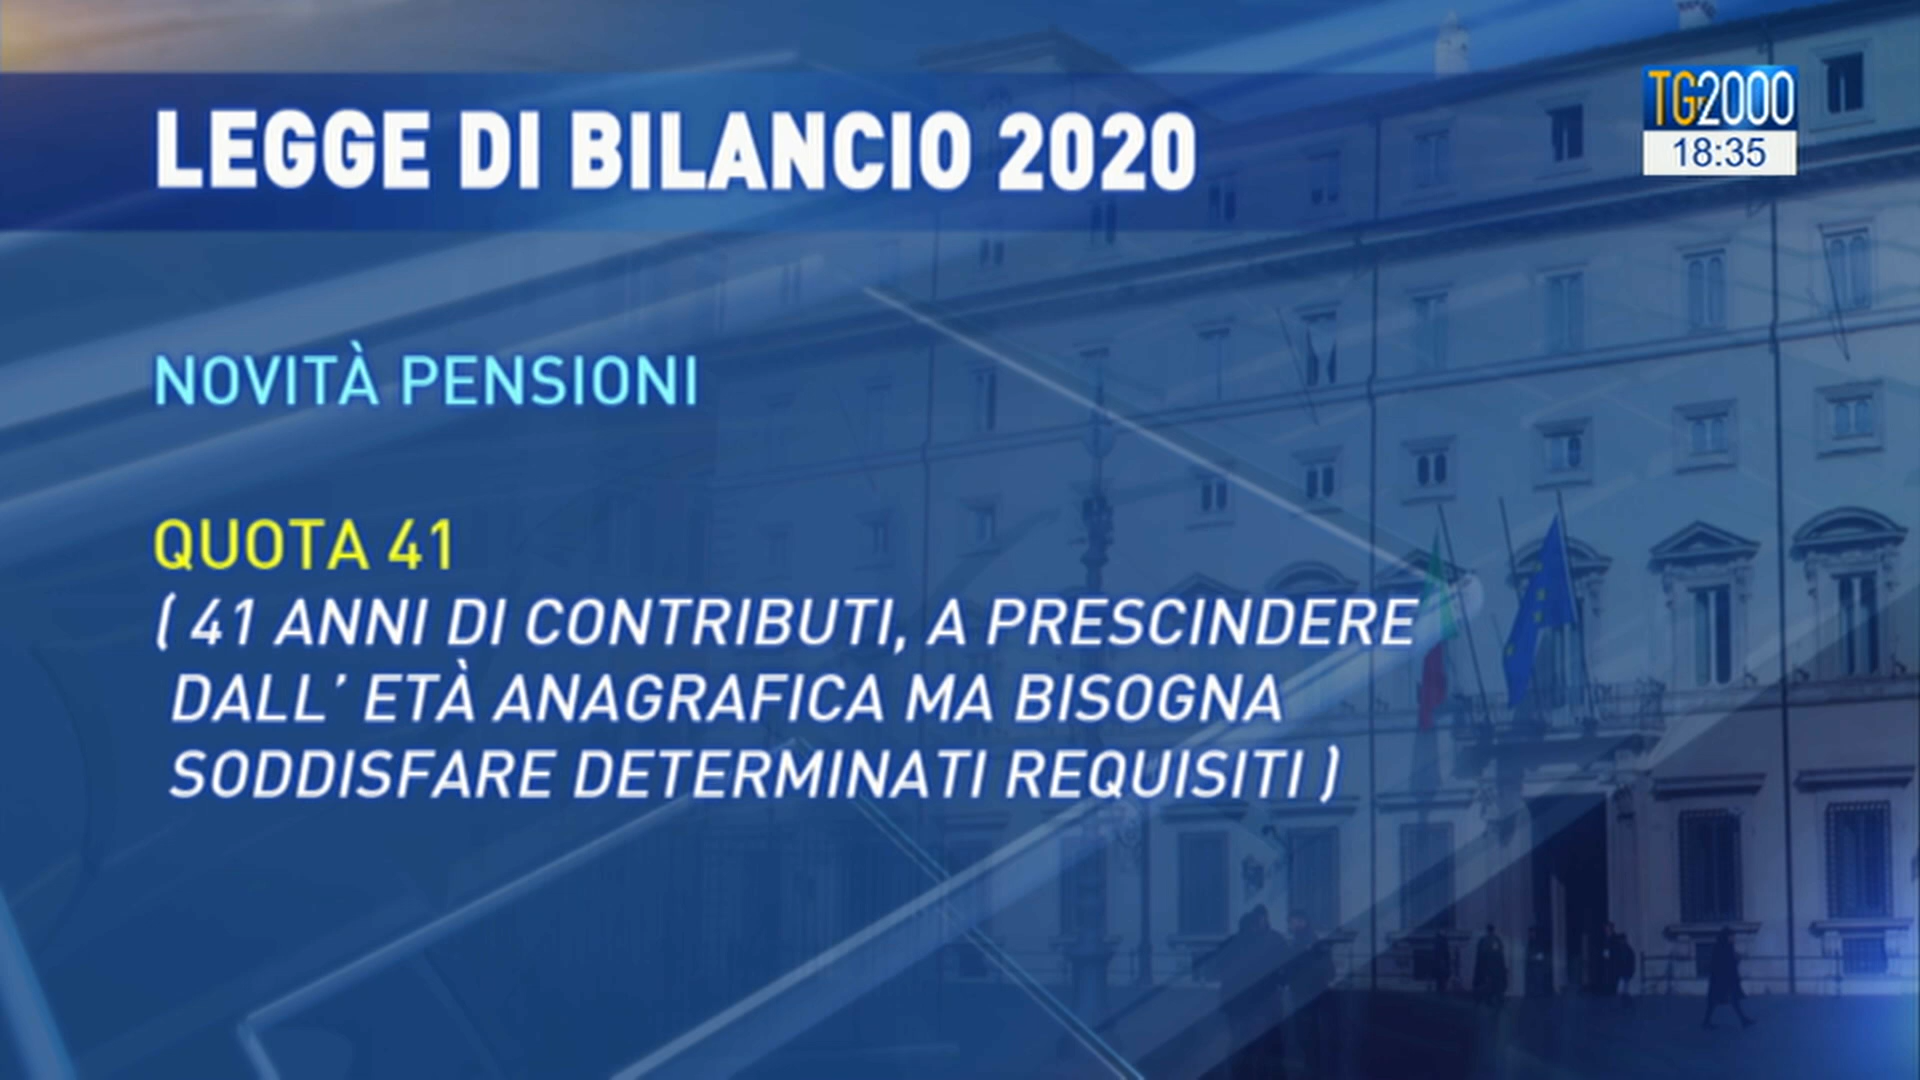 LEGGE DI BILANCIO 2020
TG2000
18:35
NOVITÀ PENSIONI
QUOTA 41
( 41 ANNI DI CONTRIBUTI, A PRESCINDERE
DALL' ETÀ ANAGRAFICA MA BISOGNA
SODDISFARE DETERMINATI REQUISITI )